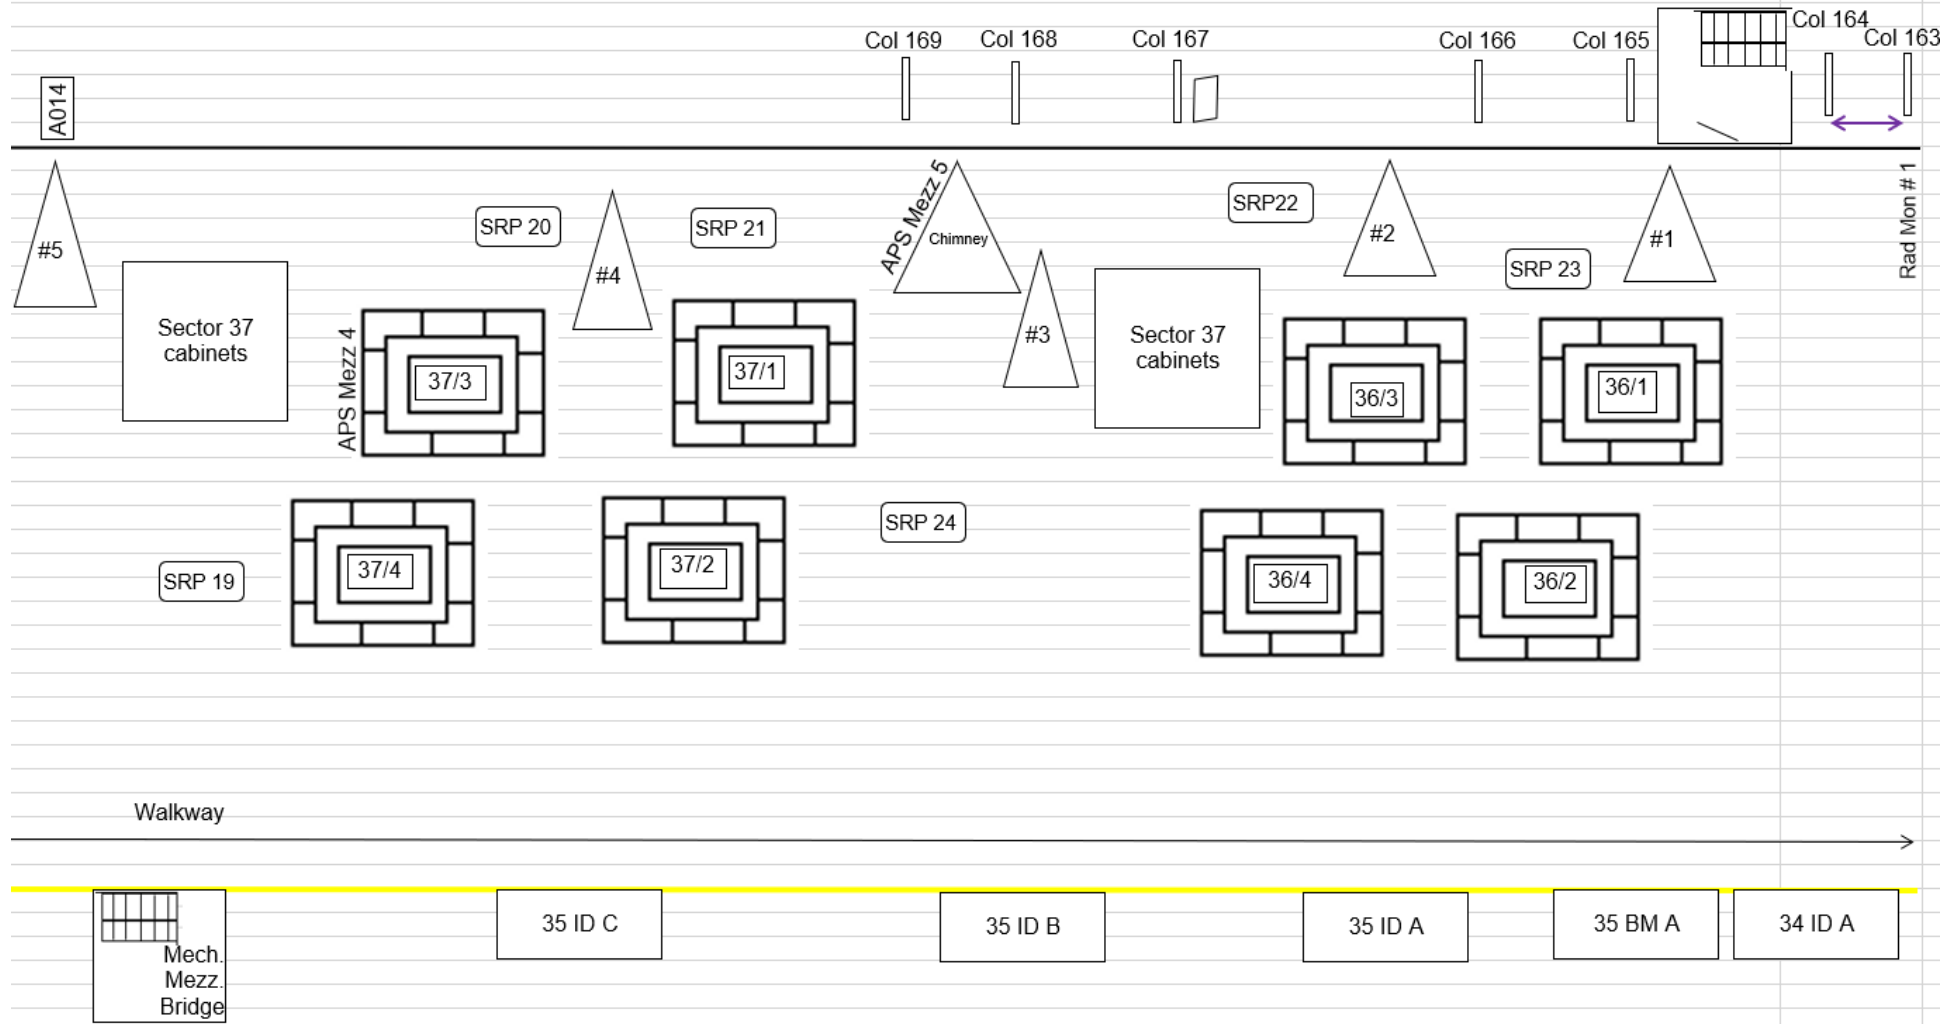 Col 169
Col 168
Col 167
Col 166
Col 165
Col 164
Col 163
A014
#5
SRP 20
#4
SRP 21
APS Mezz 5
Chimney
#3
SRP22
#2
SRP 23
#1
Rad Mon # 1
Sector 37
cabinets
APS Mezz 4
37/3
37/1
Sector 37
cabinets
36/3
36/1
SRP 19
37/4
37/2
SRP 24
36/4
36/2
Walkway
Mech.
Mezz.
Bridge
35 ID C
35 ID B
35 ID A
35 BM A
34 ID A